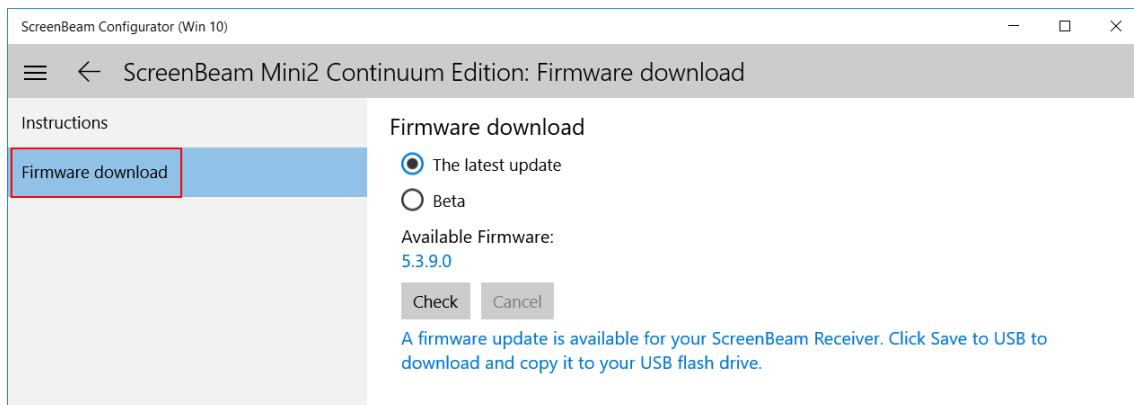 ScreenBeam Configurator (Win 10)
ScreenBeam Mini2 Continuum Edition: Firmware download
Instructions
Firmware download
Firmware download
The latest update
Beta
Available Firmware:
5.3.9.0
Check Cancel
A firmware update is available for your ScreenBeam Receiver. Click Save to USB to
download and copy it to your USB flash drive.